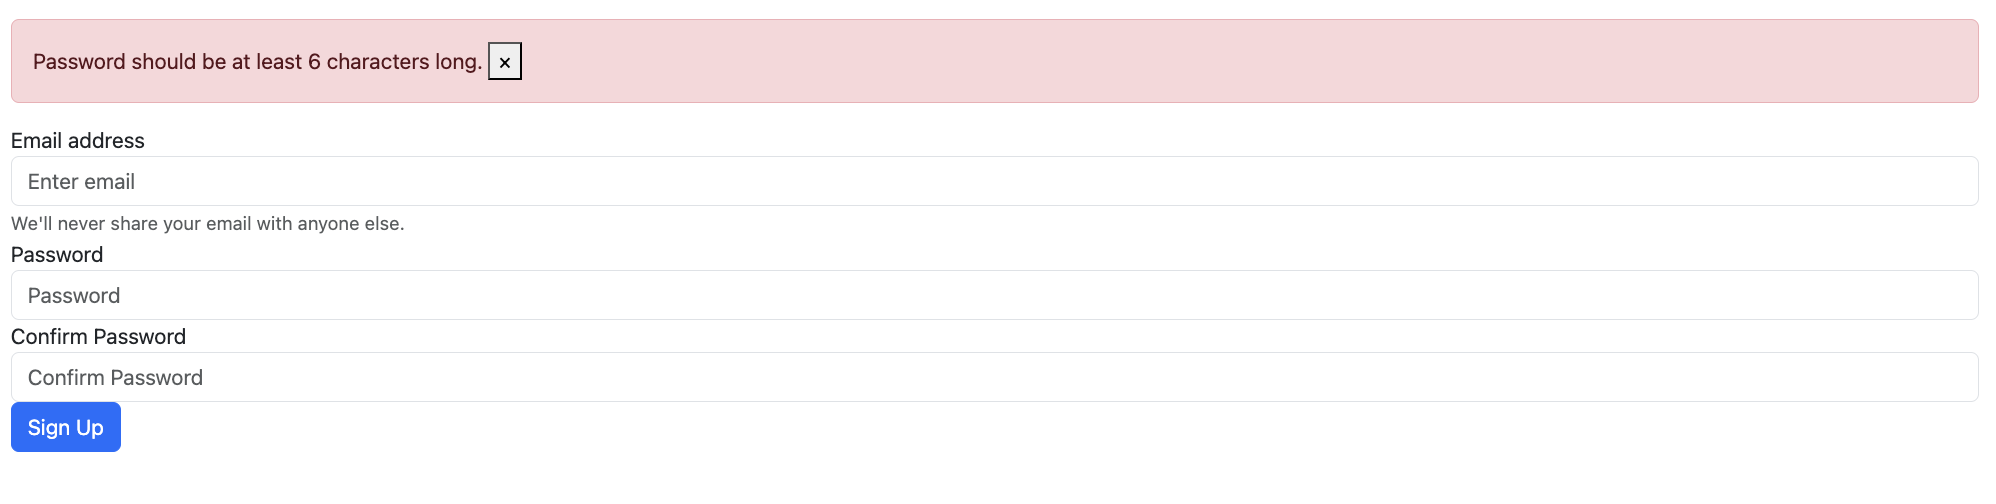 Password should be at least 6 characters long. ×
Email address
Enter email
We'll never share your email with anyone else.
Password
Password
Confirm Password
Confirm Password
Sign Up